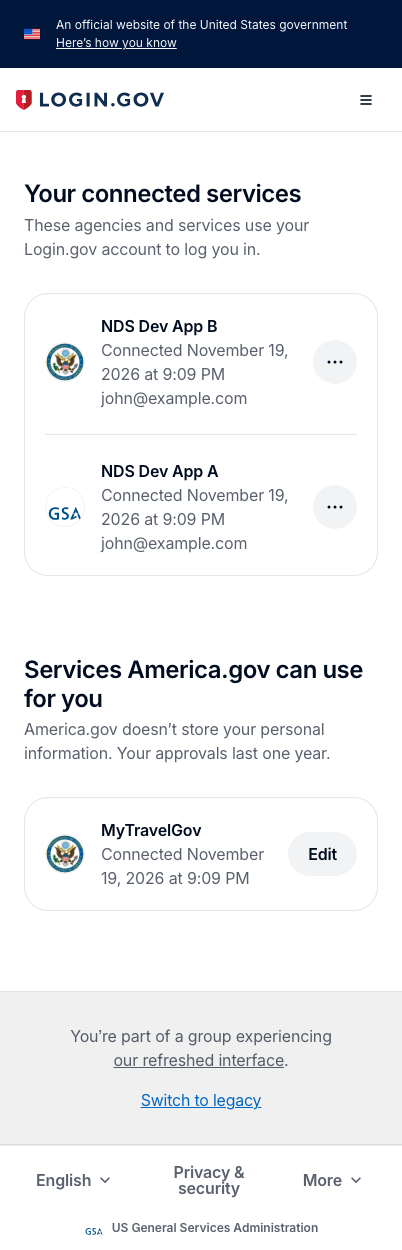 An official website of the United States government
Here’s how you know
LOGIN.GOV
Your connected services
These agencies and services use your
Login.gov account to log you in.
NDS Dev App B
Connected November 19,
2026 at 9:09 PM
john@example.com
NDS Dev App A
GSA
Connected November 19,
2026 at 9:09 PM
john@example.com
Services America.gov can use
for you
America.gov doesn’t store your personal
information. Your approvals last one year.
MyTravelGov
Connected November
19, 2026 at 9:09 PM
Edit
You’re part of a group experiencing
our refreshed interface.
Switch to legacy
English
Privacy &
security
More
GSA US General Services Administration